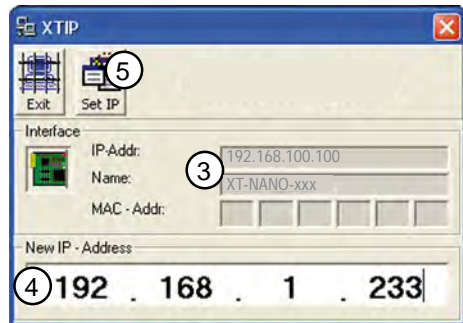 XTIP
5
Exit Set IP
Interface
IP-Addr: 192.168.100.100
3
Name: XT-NANO-xxx
MAC - Addr:
New IP - Address
4 192 . 168 . 1 . 233